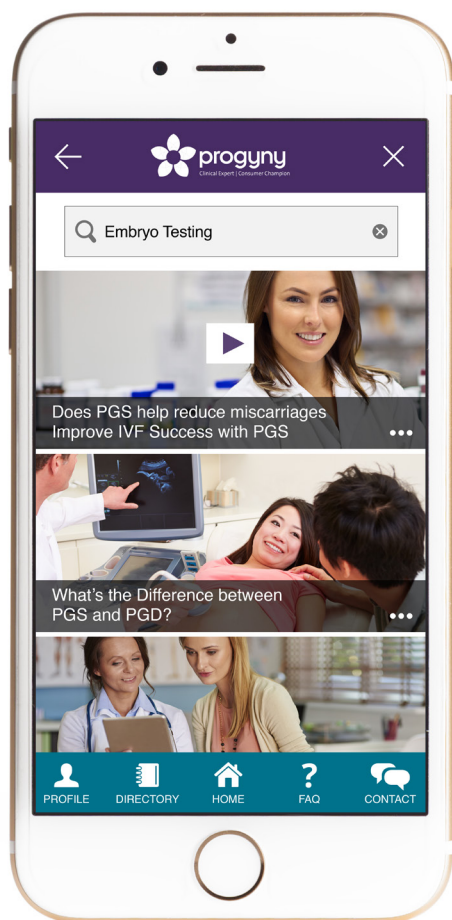 progyny
Clinical Expert | Consumer Champion
Embryo Testing
Does PGS help reduce miscarriages
Improve IVF Success with PGS
What's the Difference between
PGS and PGD?
PROFILE
DIRECTORY
HOME
?
FAQ
CONTACT